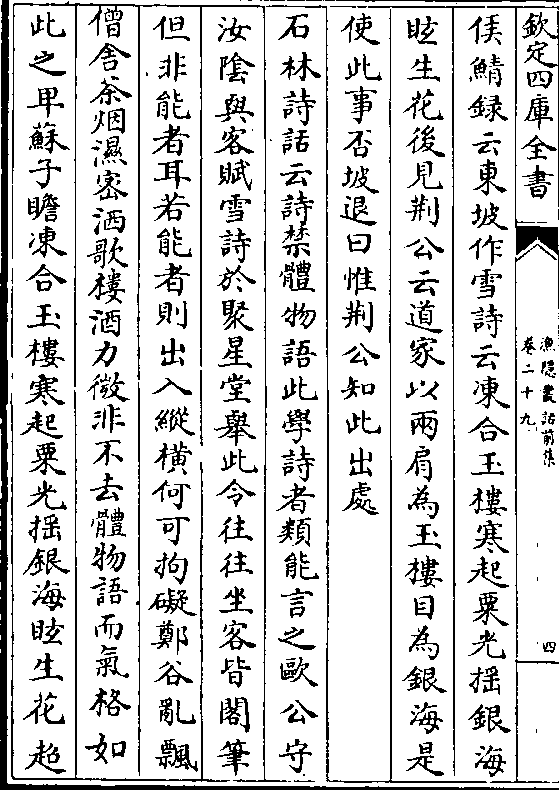 欽定四庫全書
漁隱叢話前集
卷二十九
四
侯鯖録云東坡作雪詩云凍合玉樓寒起粟光揺銀海
眩生花後見荆公云道家以兩肩為玉樓目為銀海是
使此事否坡退曰惟荆公知此出處
石林詩話云詩禁體物語此學詩者類能言之歐公守
汝隂與客賦雪詩於聚星堂舉此令往往坐客皆閣筆
但非能者耳若能者則出入縱横何可拘礙鄭谷亂飄
僧舍茶烟濕宻洒歌樓酒力微非不去體物語而氣格如
此之卑蘇子瞻凍合玉樓寒起粟光揺銀海眩生花超